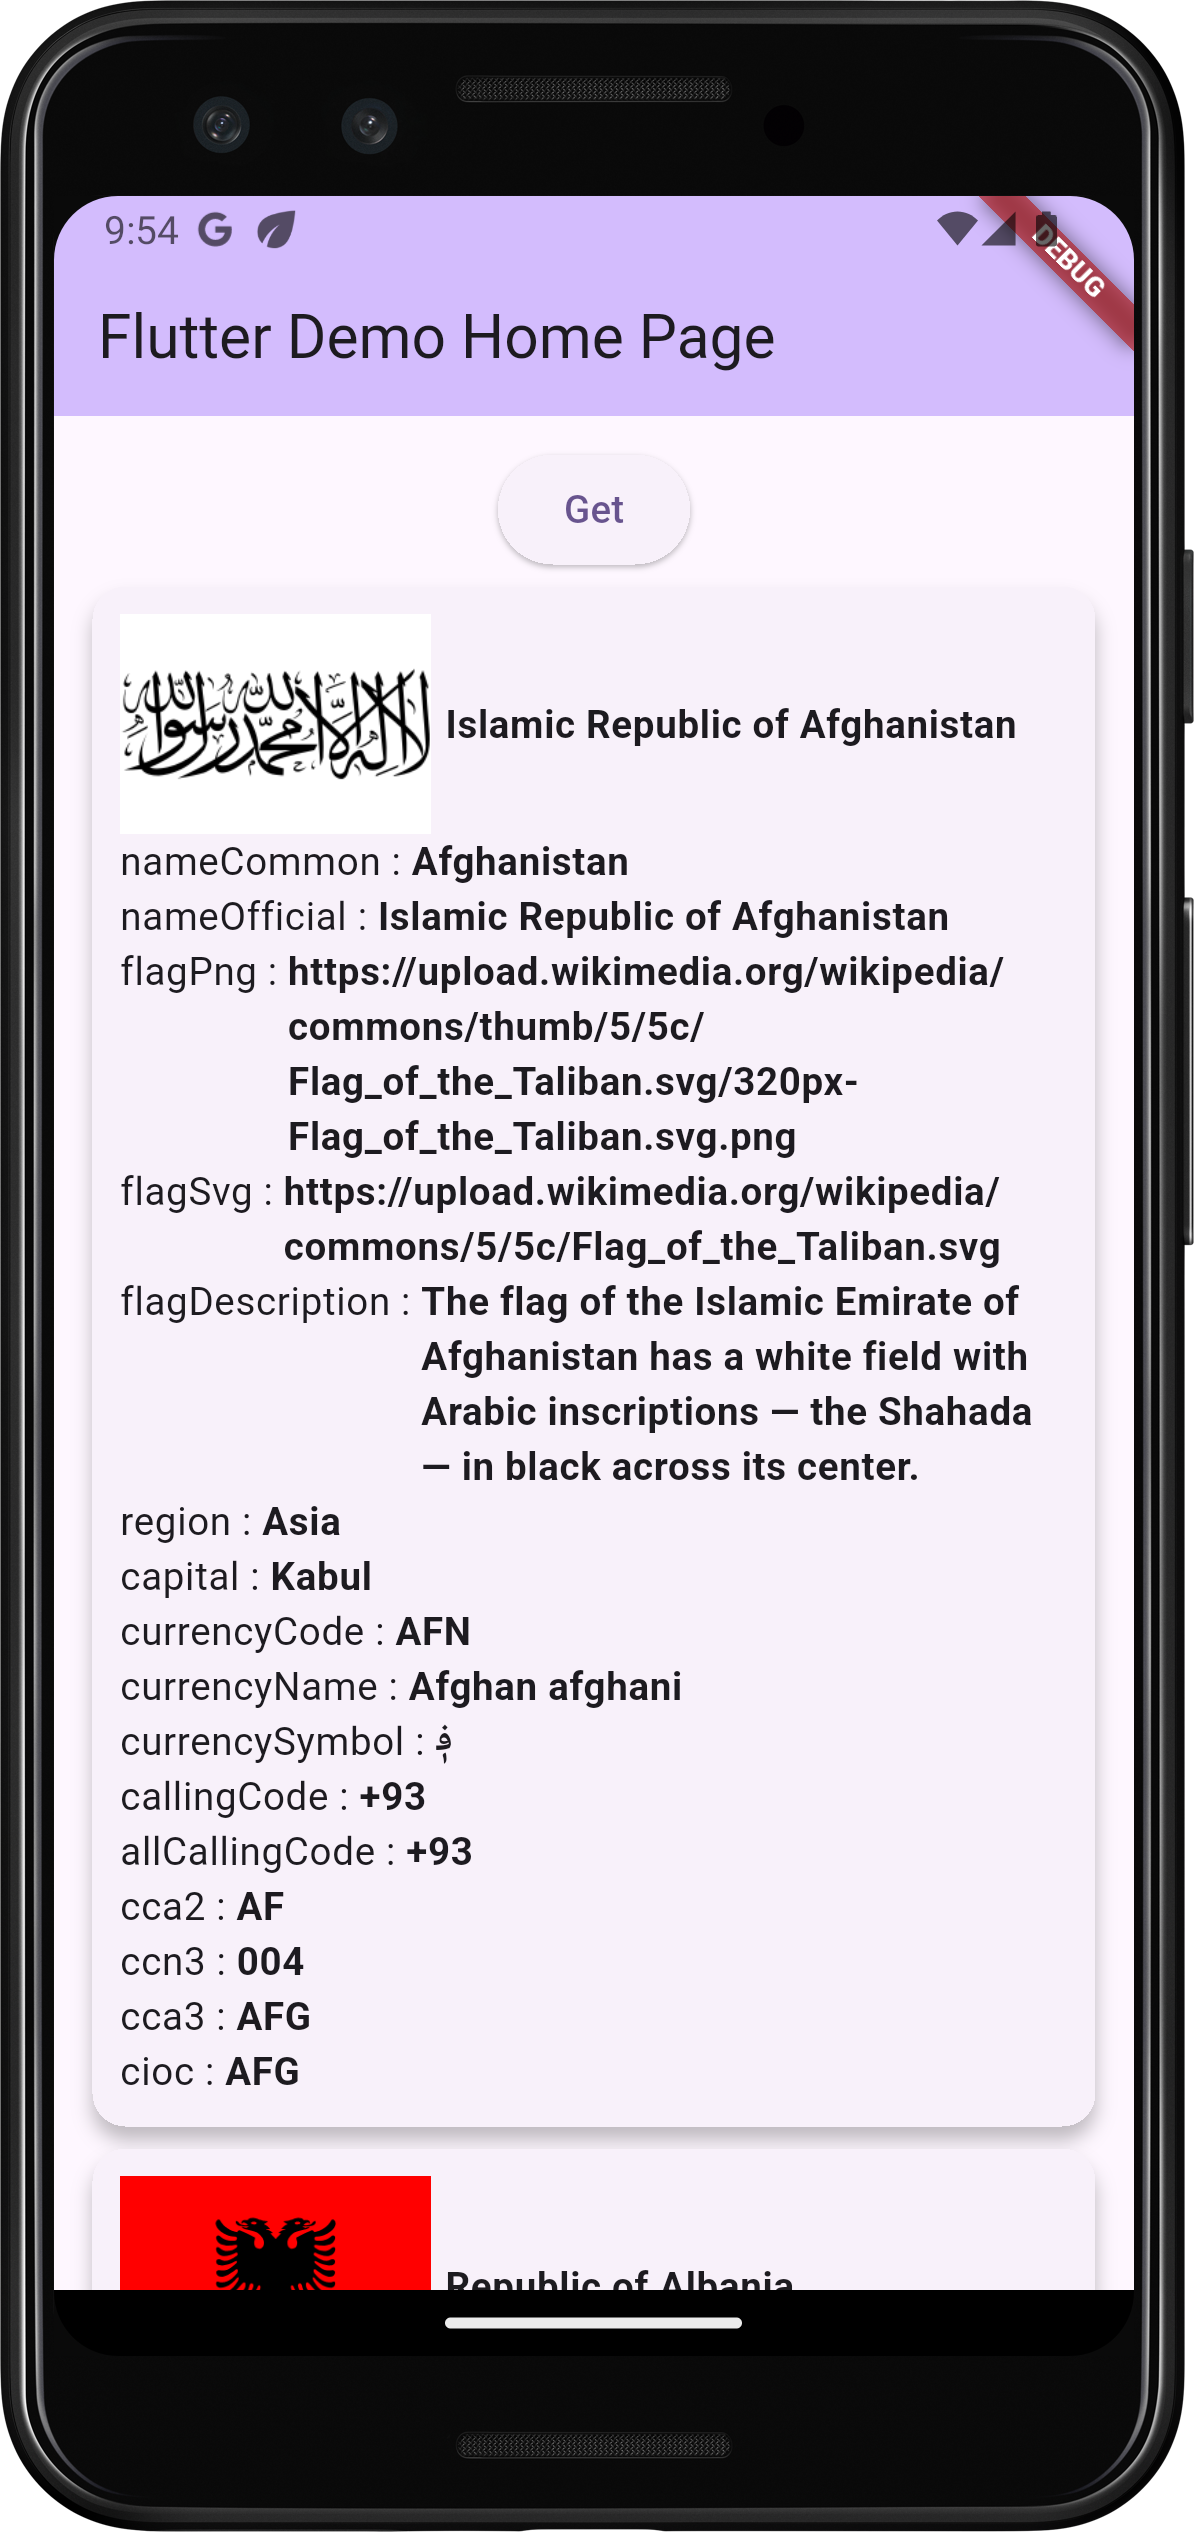 9:54
DEBUG
Flutter Demo Home Page
Get
لا إله إلا الله محمد رسول الله
Islamic Republic of Afghanistan
nameCommon : Afghanistan
nameOfficial : Islamic Republic of Afghanistan
flagPng : https://upload.wikimedia.org/wikipedia/
commons/thumb/5/5c/
Flag_of_the_Taliban.svg/320px-
Flag_of_the_Taliban.svg.png
flagSvg : https://upload.wikimedia.org/wikipedia/
commons/5/5c/Flag_of_the_Taliban.svg
flagDescription : The flag of the Islamic Emirate of
Afghanistan has a white field with
Arabic inscriptions — the Shahada
— in black across its center.
region : Asia
capital : Kabul
currencyCode : AFN
currencyName : Afghan afghani
currencySymbol : ؋
callingCode : +93
allCallingCode : +93
cca2 : AF
ccn3 : 004
cca3 : AFG
cioc : AFG
Republic of Albania